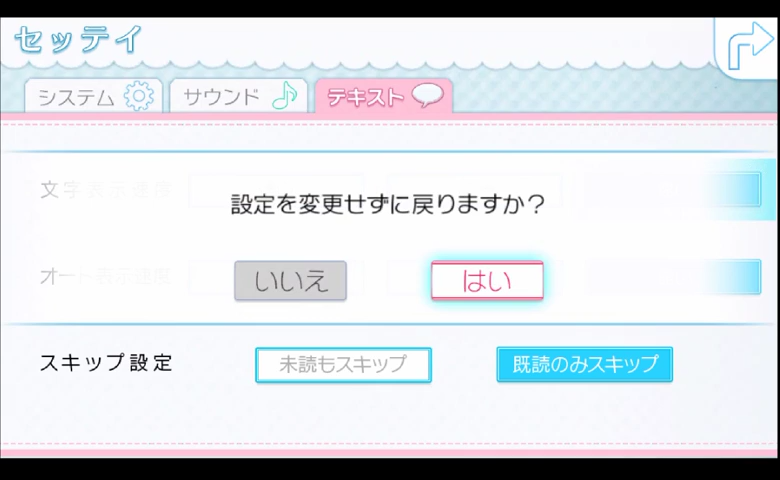 セッテイ
システム サウンド テキスト
文字表示速度
設定を変更せずに戻りますか？
いいえ はい
オート表示速度
スキップ設定 未読もスキップ 既読のみスキップ